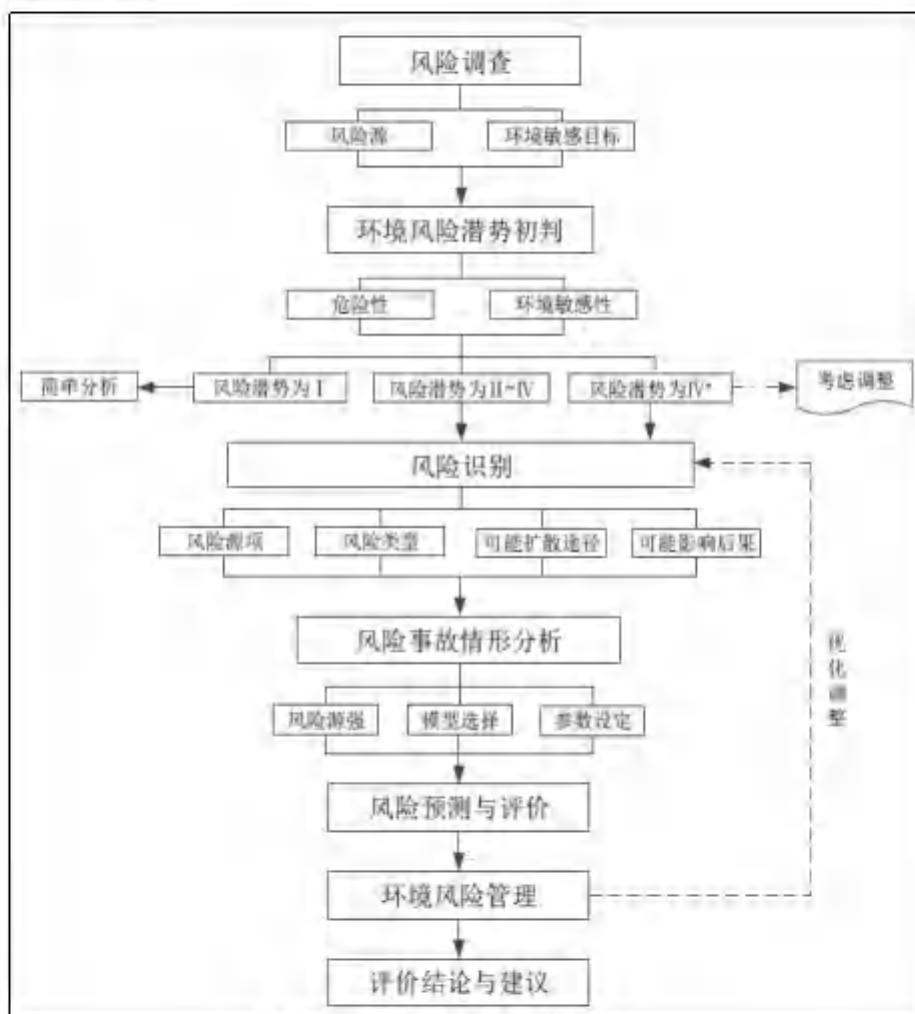 风险调查
风险源 环境敏感目标
环境风险潜势初判
危险性 环境敏感性
简单分析 风险潜势为Ⅰ 风险潜势为Ⅱ~Ⅳ 风险潜势为Ⅳ⁺ 考虑调整
风险识别
风险源项 风险类型 可能扩散途径 可能影响后果
风险事故情形分析
优化调整
风险源强 模型选择 参数设定
风险预测与评价
环境风险管理
评价结论与建议